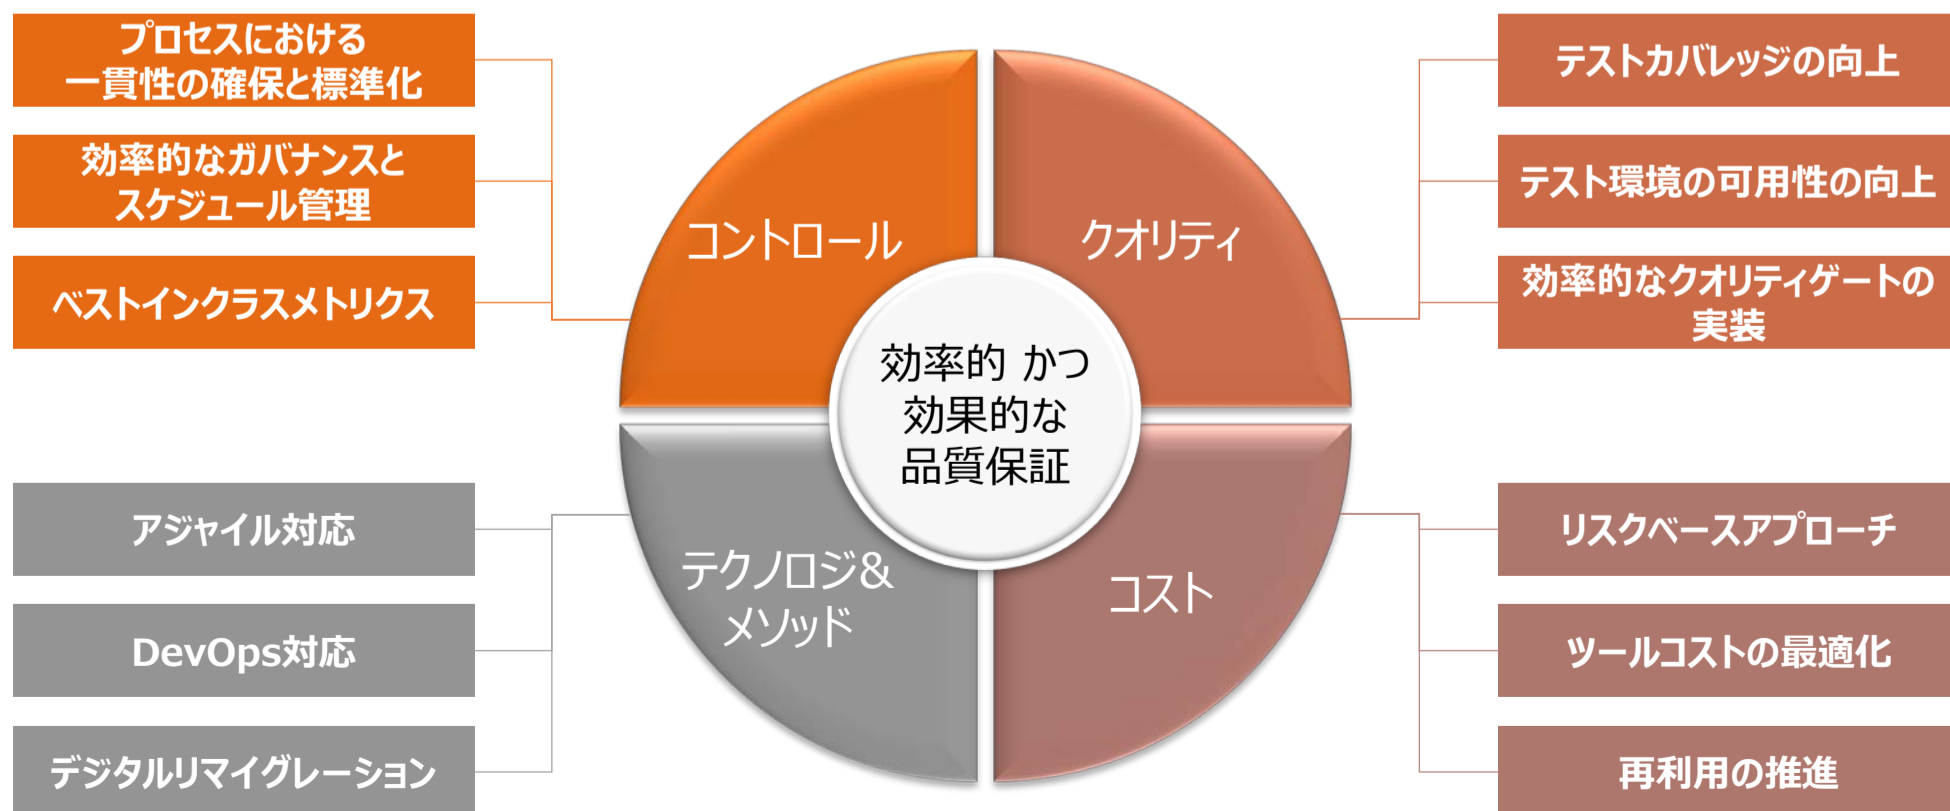 プロセスにおける
一貫性の確保と標準化
効率的なガバナンスと
スケジュール管理
ベストインクラスメトリクス
コントロール
クオリティ
テストカバレッジの向上
テスト環境の可用性の向上
効率的なクオリティゲートの
実装
効率的 かつ
効果的な
品質保証
アジャイル対応
DevOps対応
デジタルリマイグレーション
テクノロジ&
メソッド
コスト
リスクベースアプローチ
ツールコストの最適化
再利用の推進